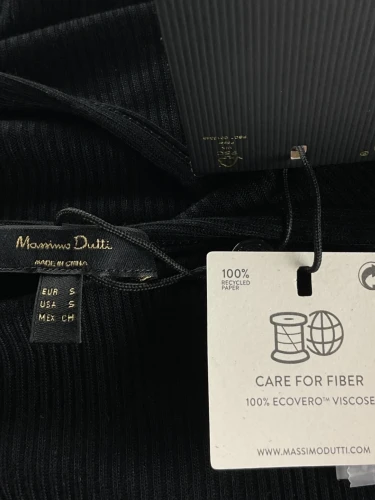 Massimo Dutti
MADE IN CHINA
EUR S
USA S
MEX CH
100%
RECYCLED
PAPER
CARE FOR FIBER
100% ECOVERO™ VISCOSE
WWW.MASSIMODUTTI.COM